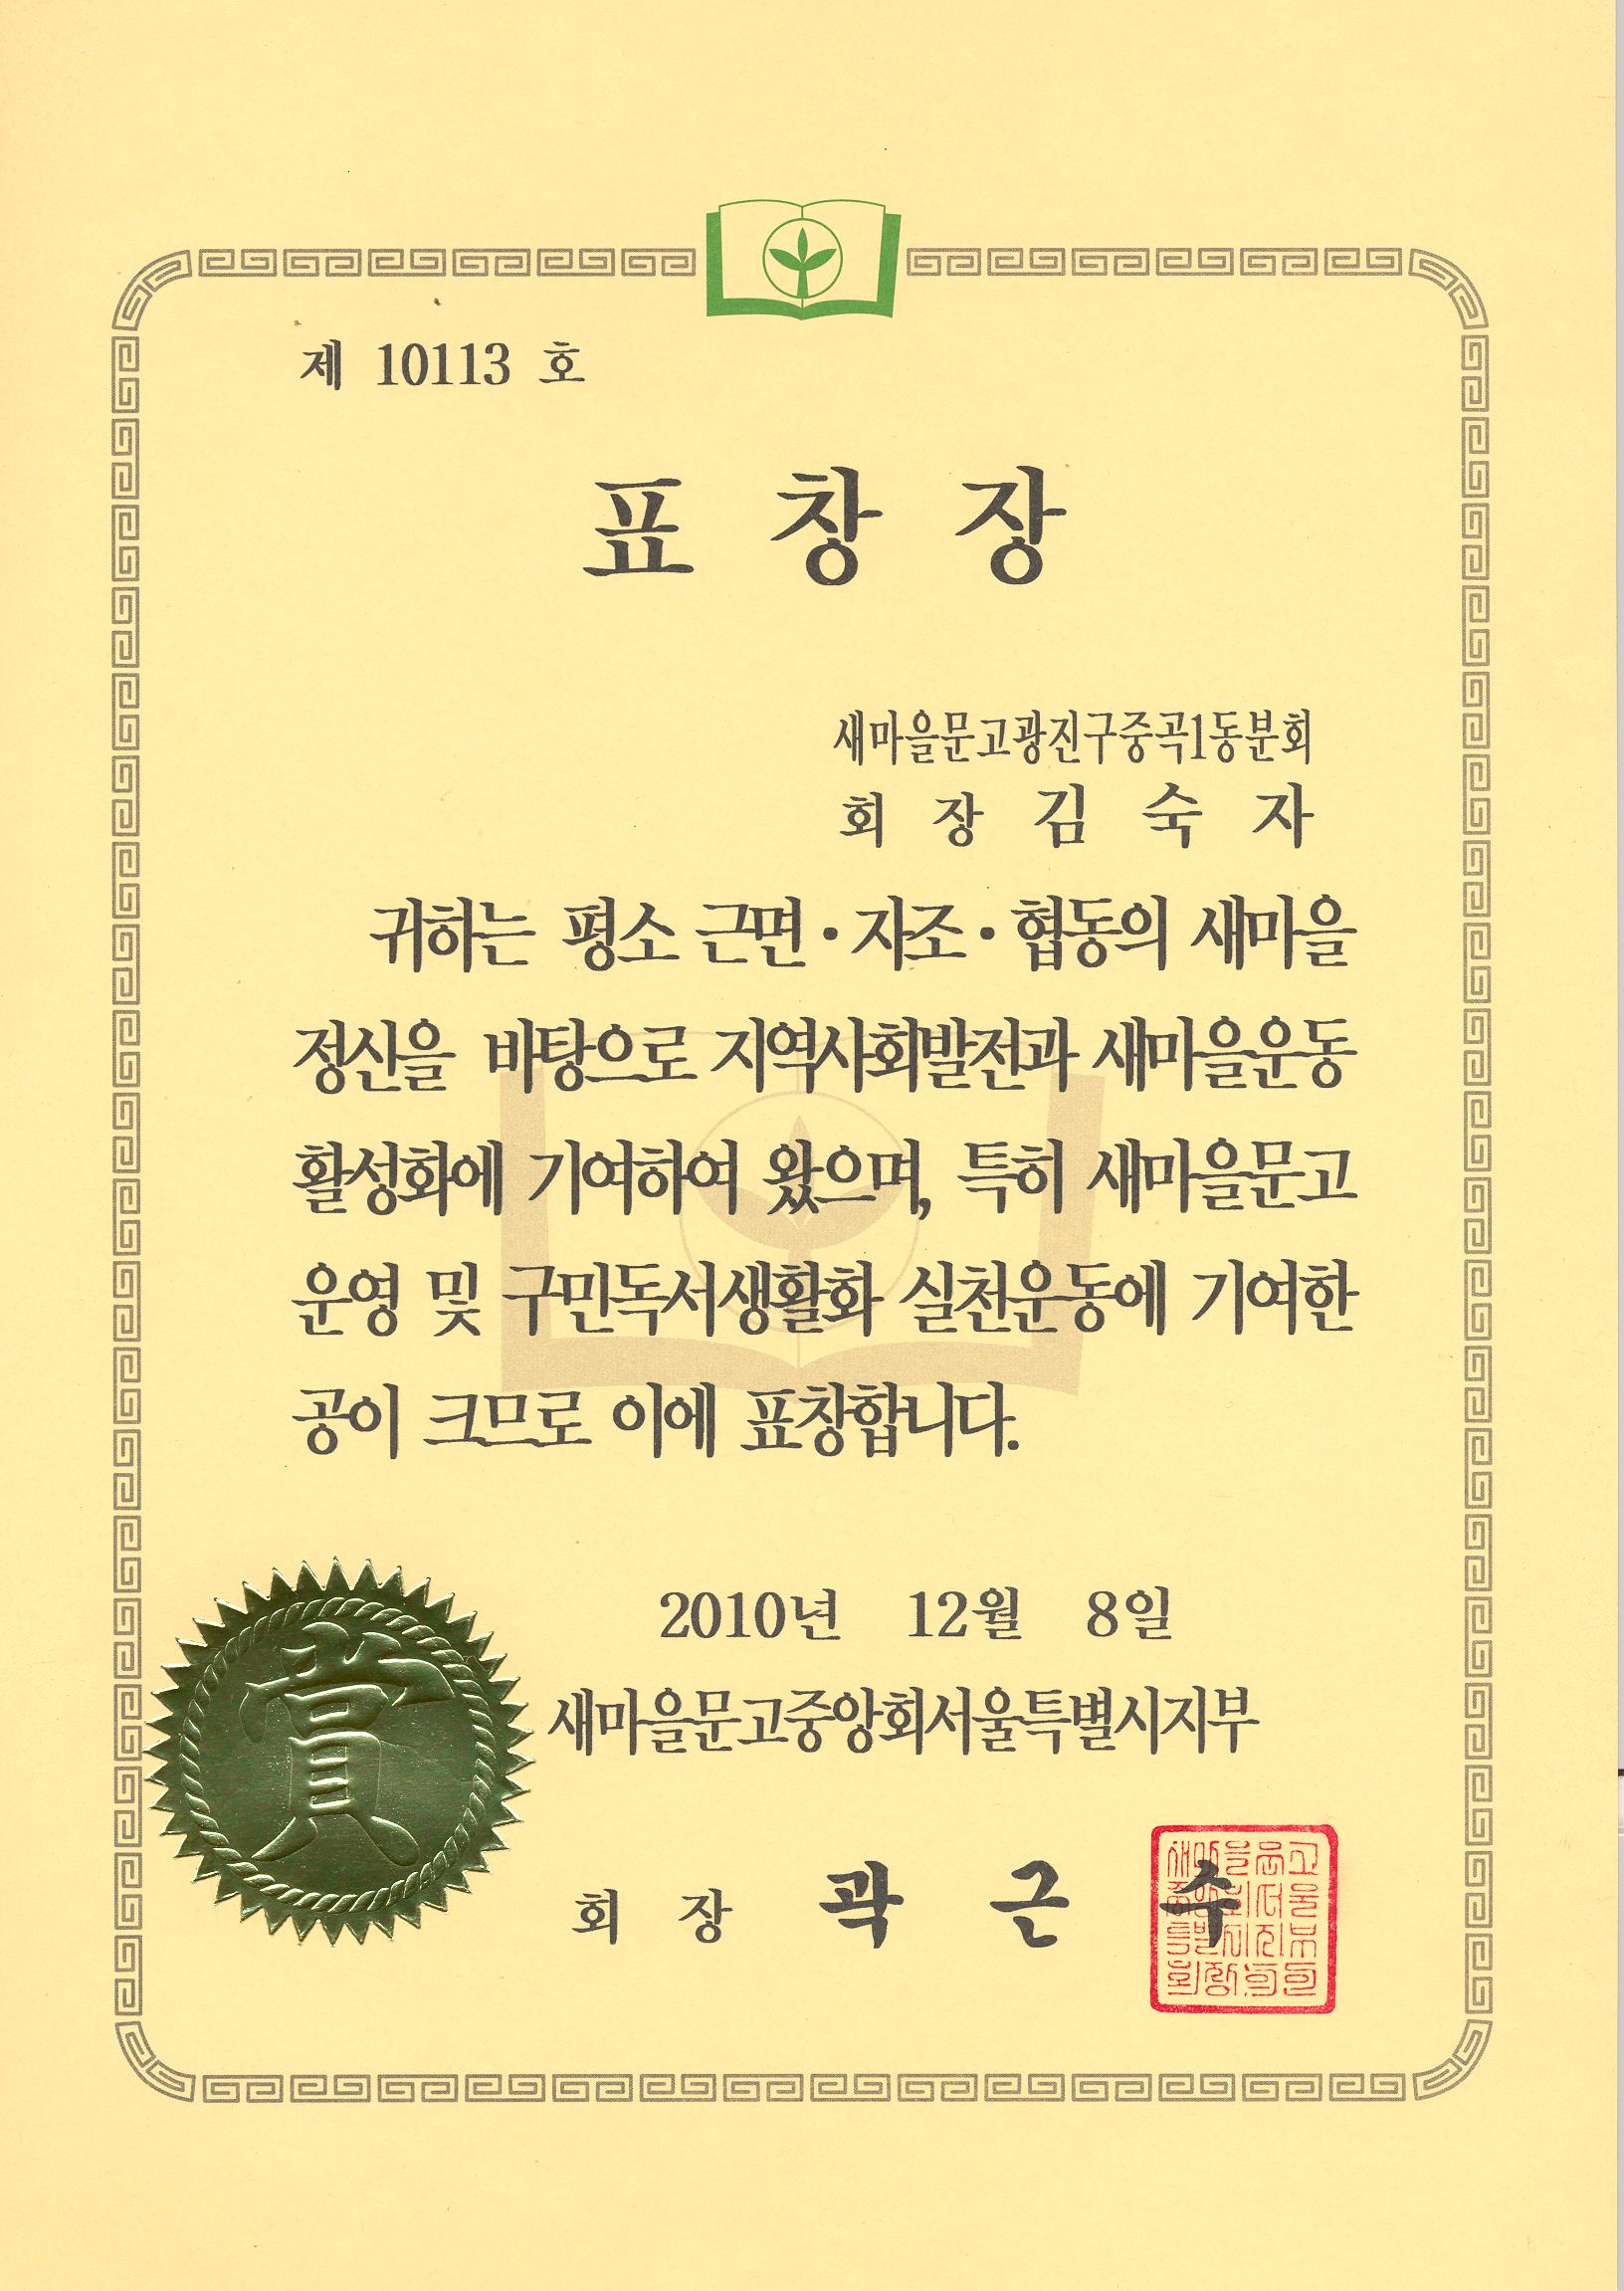 제 10113 호
표 창 장
새마을문고광진구중곡1동분회
회 장 김 숙 자
귀하는 평소 근면·자조·협동의 새마을
정신을 바탕으로 지역사회발전과 새마을운동
활성화에 기여하여 왔으며, 특히 새마을문고
운영 및 구민독서생활화 실천운동에 기여한
공이 크므로 이에 표창합니다.
2010년 12월 8일
새마을문고중앙회서울특별시지부
회 장 곽 근 수
賞